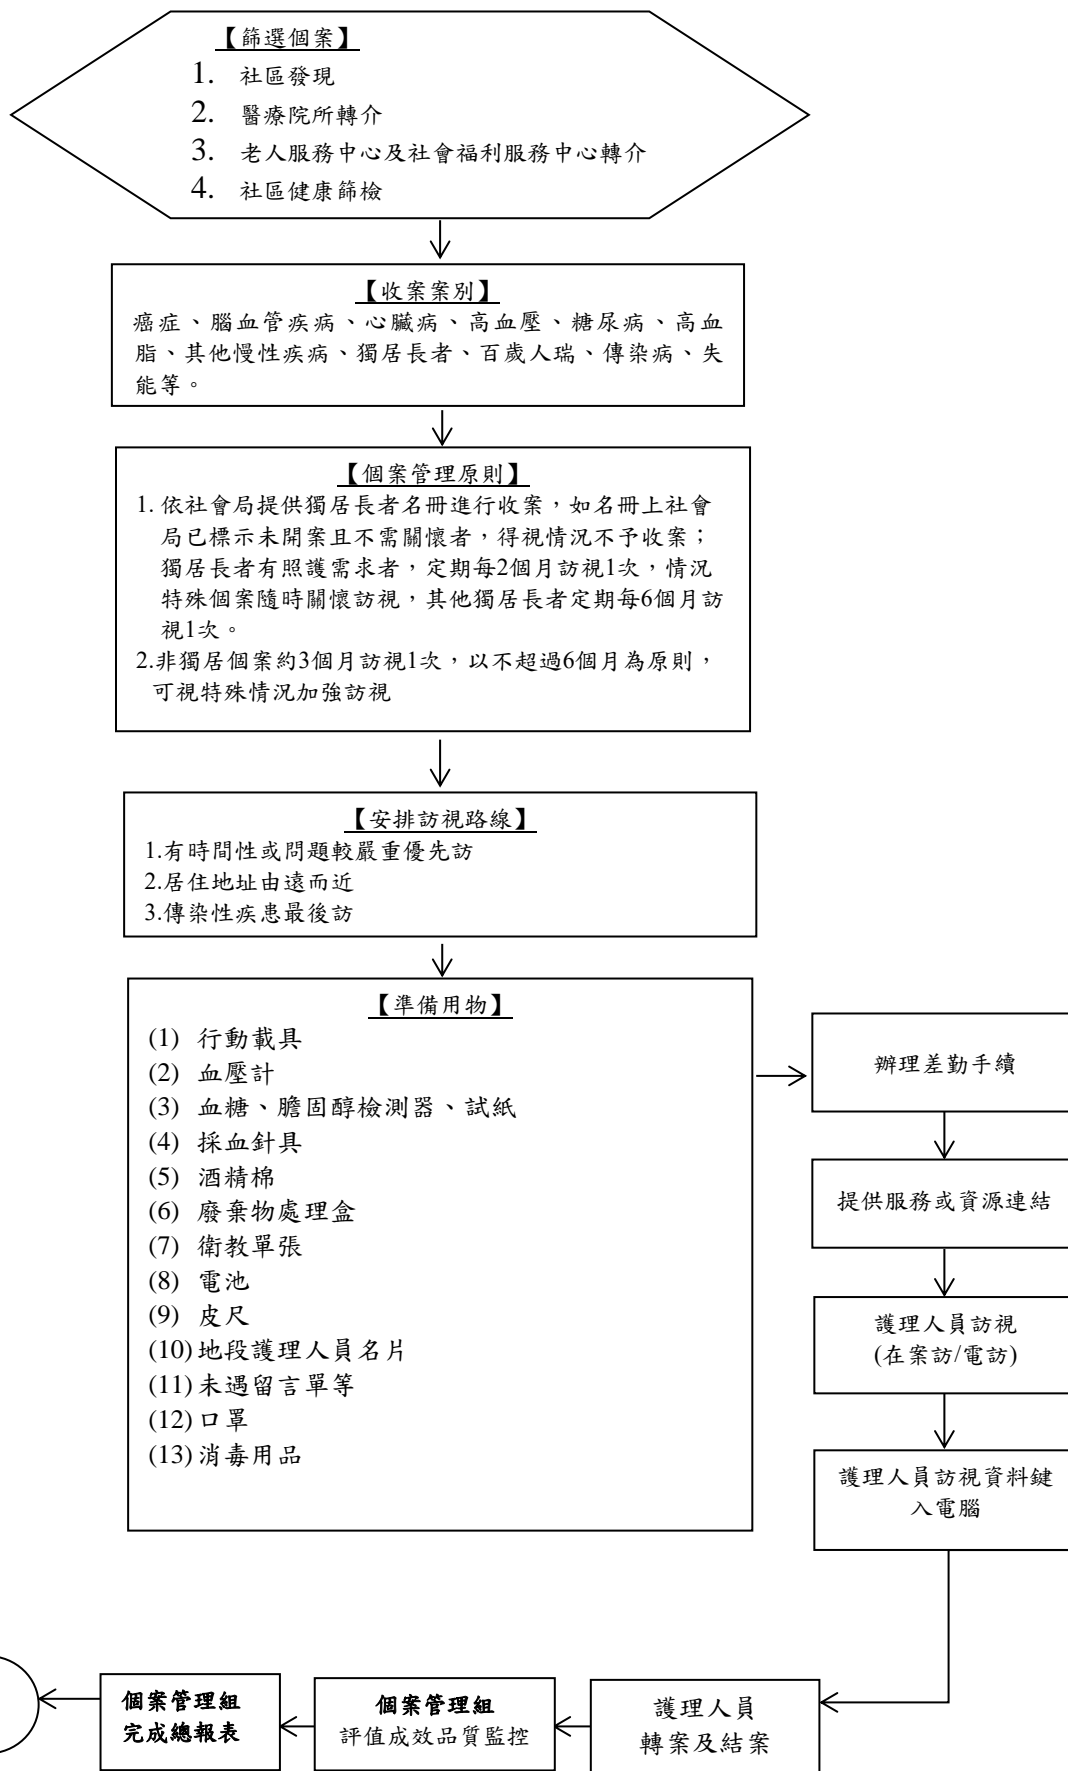 【篩選個案】
1. 社區發現
2. 醫療院所轉介
3. 老人服務中心及社會福利服務中心轉介
4. 社區健康篩檢
【收案案別】
癌症、腦血管疾病、心臟病、高血壓、糖尿病、高血
脂、其他慢性疾病、獨居長者、百歲人瑞、傳染病、失
能等。
【個案管理原則】
1. 依社會局提供獨居長者名冊進行收案，如名冊上社會
局已標示未開案且不需關懷者，得視情況不予收案；
獨居長者有照護需求者，定期每2個月訪視1次，情況
特殊個案隨時關懷訪視，其他獨居長者定期每6個月訪
視1次。
2.非獨居個案約3個月訪視1次，以不超過6個月為原則，
可視特殊情況加強訪視
【安排訪視路線】
1.有時間性或問題較嚴重優先訪
2.居住地址由遠而近
3.傳染性疾患最後訪
【準備用物】
(1) 行動載具
(2) 血壓計
(3) 血糖、膽固醇檢測器、試紙
(4) 採血針具
(5) 酒精棉
(6) 廢棄物處理盒
(7) 衛教單張
(8) 電池
(9) 皮尺
(10)地段護理人員名片
(11)未遇留言單等
(12)口罩
(13)消毒用品
辦理差勤手續
提供服務或資源連結
護理人員訪視
(在案訪/電訪)
護理人員訪視資料鍵
入電腦
護理人員
轉案及結案
個案管理組
評值成效品質監控
個案管理組
完成總報表